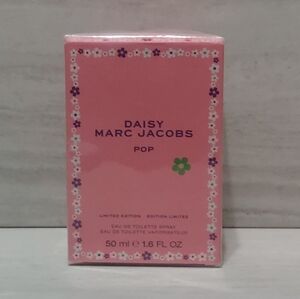 DAISY
MARC JACOBS
POP
LIMITED EDITION · EDITION LIMITEE
EAU DE TOILETTE SPRAY
EAU DE TOILETTE VAPORISATEUR
50 ml ℮ 1.6 FL OZ